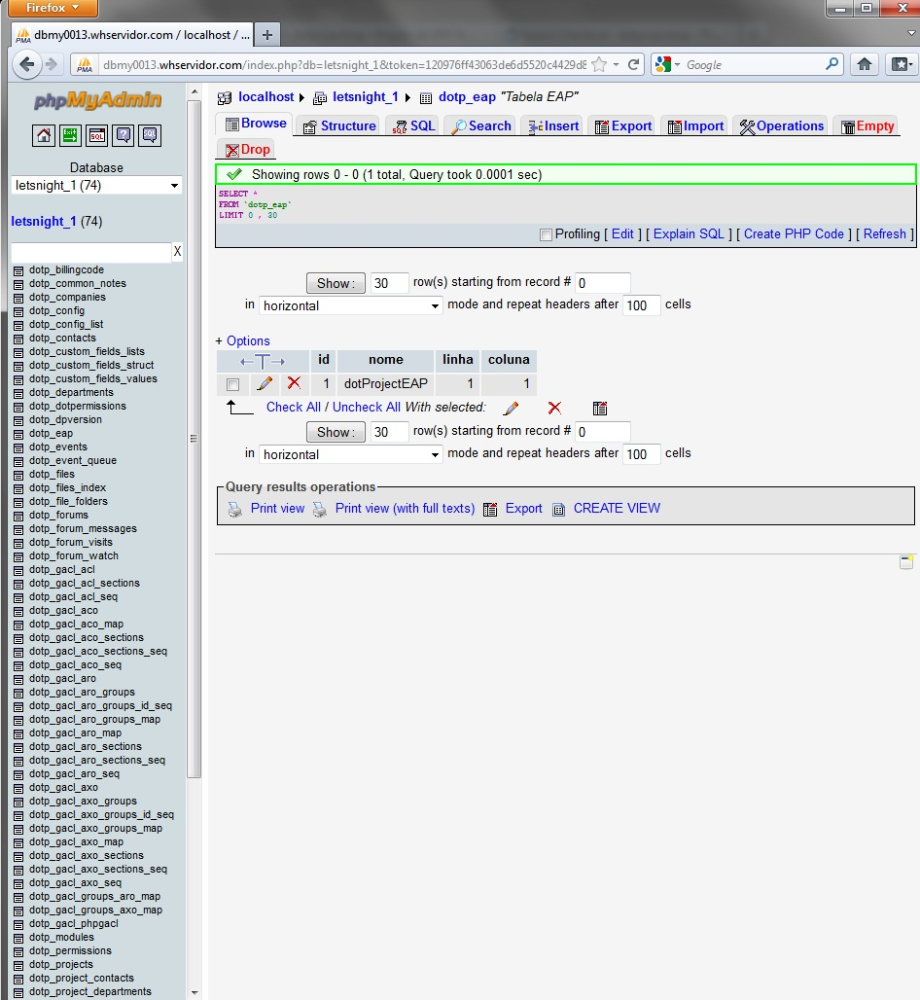 Firefox
dbmy0013.whservidor.com / localhost / ...
dbmy0013.whservidor.com/index.php?db=letsnight_1&token=120976ff43063de6d5520c4429d8
Google
phpMyAdmin
Database
letsnight_1 (74)
letsnight_1 (74)
X
dotp_billingcode
dotp_common_notes
dotp_companies
dotp_config
dotp_config_list
dotp_contacts
dotp_custom_fields_lists
dotp_custom_fields_struct
dotp_custom_fields_values
dotp_departments
dotp_dotpermissions
dotp_dpversion
dotp_eap
dotp_events
dotp_event_queue
dotp_files
dotp_files_index
dotp_file_folders
dotp_forums
dotp_forum_messages
dotp_forum_visits
dotp_forum_watch
dotp_gacl_acl
dotp_gacl_acl_sections
dotp_gacl_acl_seq
dotp_gacl_aco
dotp_gacl_aco_map
dotp_gacl_aco_sections
dotp_gacl_aco_sections_seq
dotp_gacl_aco_seq
dotp_gacl_aro
dotp_gacl_aro_groups
dotp_gacl_aro_groups_id_seq
dotp_gacl_aro_groups_map
dotp_gacl_aro_map
dotp_gacl_aro_sections
dotp_gacl_aro_sections_seq
dotp_gacl_aro_seq
dotp_gacl_axo
dotp_gacl_axo_groups
dotp_gacl_axo_groups_id_seq
dotp_gacl_axo_groups_map
dotp_gacl_axo_map
dotp_gacl_axo_sections
dotp_gacl_axo_sections_seq
dotp_gacl_axo_seq
dotp_gacl_groups_aro_map
dotp_gacl_groups_axo_map
dotp_gacl_phpgacl
dotp_modules
dotp_permissions
dotp_projects
dotp_project_contacts
dotp_project_departments
localhost letsnight_1 dotp_eap "Tabela EAP"
Browse Structure SQL Search Insert Export Import Operations Empty
Drop
Showing rows 0 - 0 (1 total, Query took 0.0001 sec)
SELECT *
FROM `dotp_eap`
LIMIT 0 , 30
Profiling [ Edit ] [ Explain SQL ] [ Create PHP Code ] [ Refresh ]
Show : 30 row(s) starting from record # 0
in horizontal mode and repeat headers after 100 cells
+ Options
←T→ id nome linha coluna
1 dotProjectEAP 1 1
Check All / Uncheck All With selected:
Show : 30 row(s) starting from record # 0
in horizontal mode and repeat headers after 100 cells
Query results operations
Print view Print view (with full texts) Export CREATE VIEW